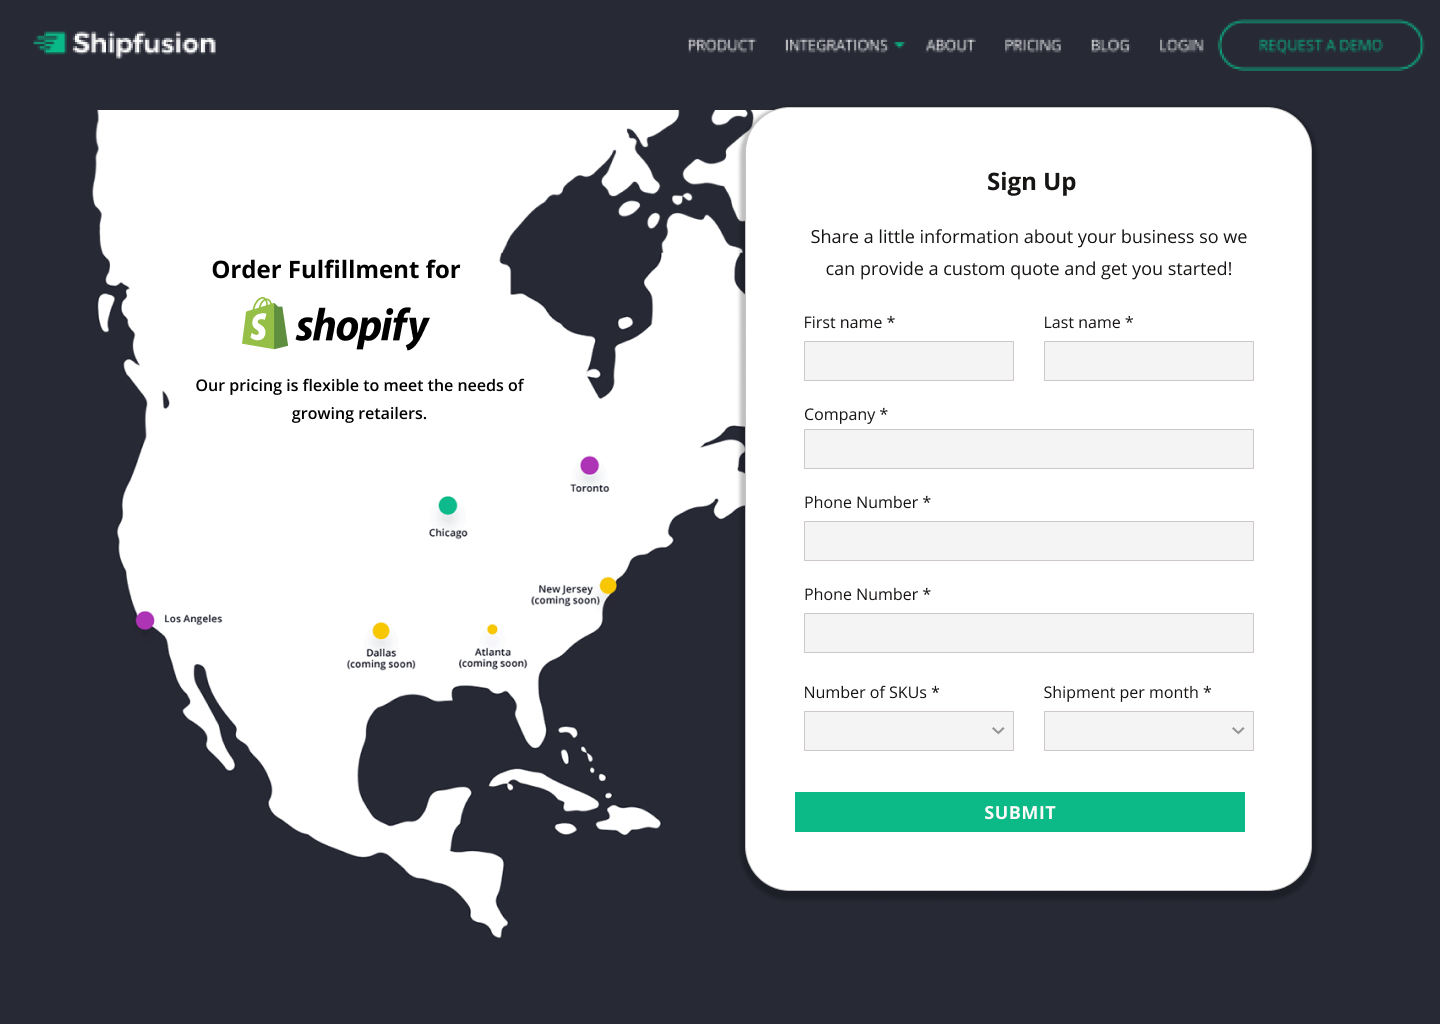 Shipfusion
PRODUCT INTEGRATIONS ABOUT PRICING BLOG LOGIN REQUEST A DEMO
Order Fulfillment for
S shopify
Our pricing is flexible to meet the needs of
growing retailers.
Toronto
Chicago
New Jersey
(coming soon)
Los Angeles
Dallas
(coming soon)
Atlanta
(coming soon)
Sign Up
Share a little information about your business so we
can provide a custom quote and get you started!
First name * Last name *
Company *
Phone Number *
Phone Number *
Number of SKUs * Shipment per month *
SUBMIT